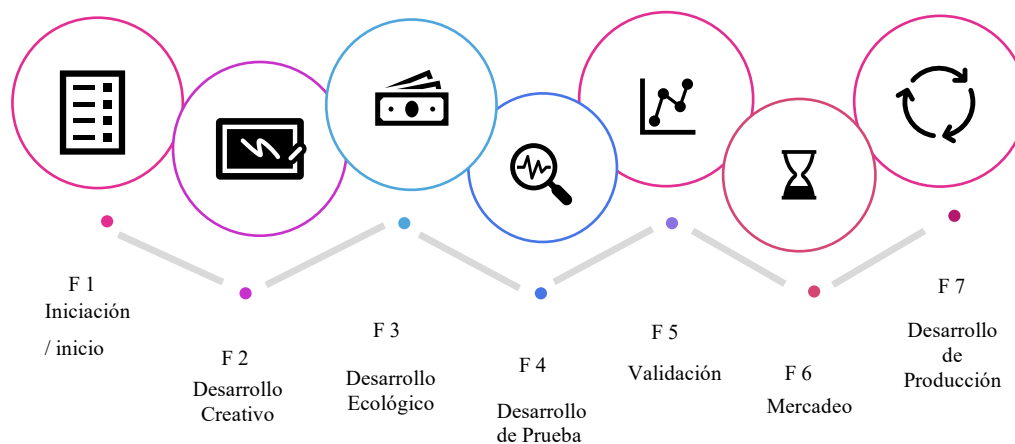 F 1
Iniciación
/ inicio
F 2
Desarrollo
Creativo
F 3
Desarrollo
Ecológico
F 4
Desarrollo
de Prueba
F 5
Validación
F 6
Mercadeo
F 7
Desarrollo
de
Producción